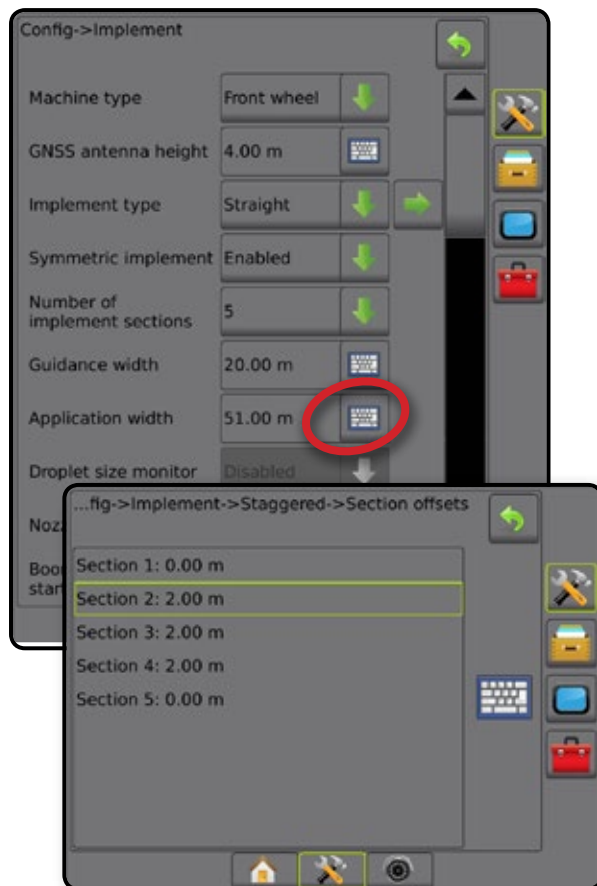 Config->Implement
Machine type Front wheel
GNSS antenna height 4.00 m
Implement type Straight
Symmetric implement Enabled
Number of
implement sections 5
Guidance width 20.00 m
Application width 51.00 m
Droplet size monitor Disabled
Noz
Boo
star
...fig->Implement->Staggered->Section offsets
Section 1: 0.00 m
Section 2: 2.00 m
Section 3: 2.00 m
Section 4: 2.00 m
Section 5: 0.00 m